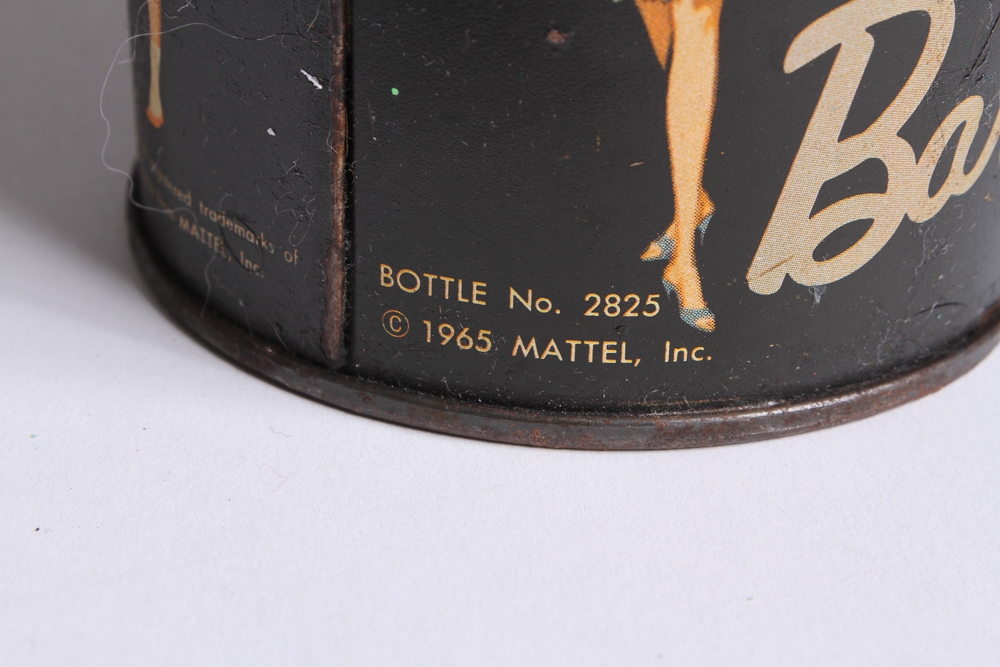 Ba
trademarks of
MATTEL, Inc.
BOTTLE No. 2825
© 1965 MATTEL, Inc.